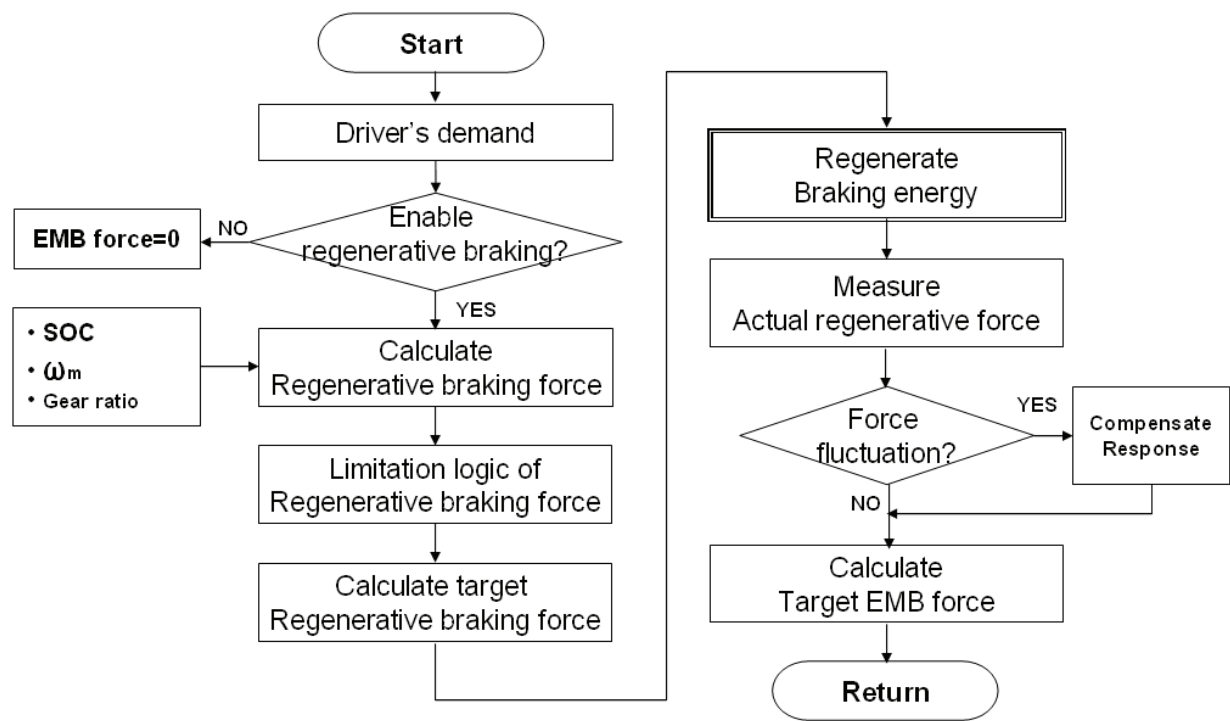 Start
Driver's demand
Enable
regenerative braking?
NO
EMB force=0
YES
• SOC
• ωm
• Gear ratio
Calculate
Regenerative braking force
Limitation logic of
Regenerative braking force
Calculate target
Regenerative braking force
Regenerate
Braking energy
Measure
Actual regenerative force
Force
fluctuation?
YES
Compensate
Response
NO
Calculate
Target EMB force
Return